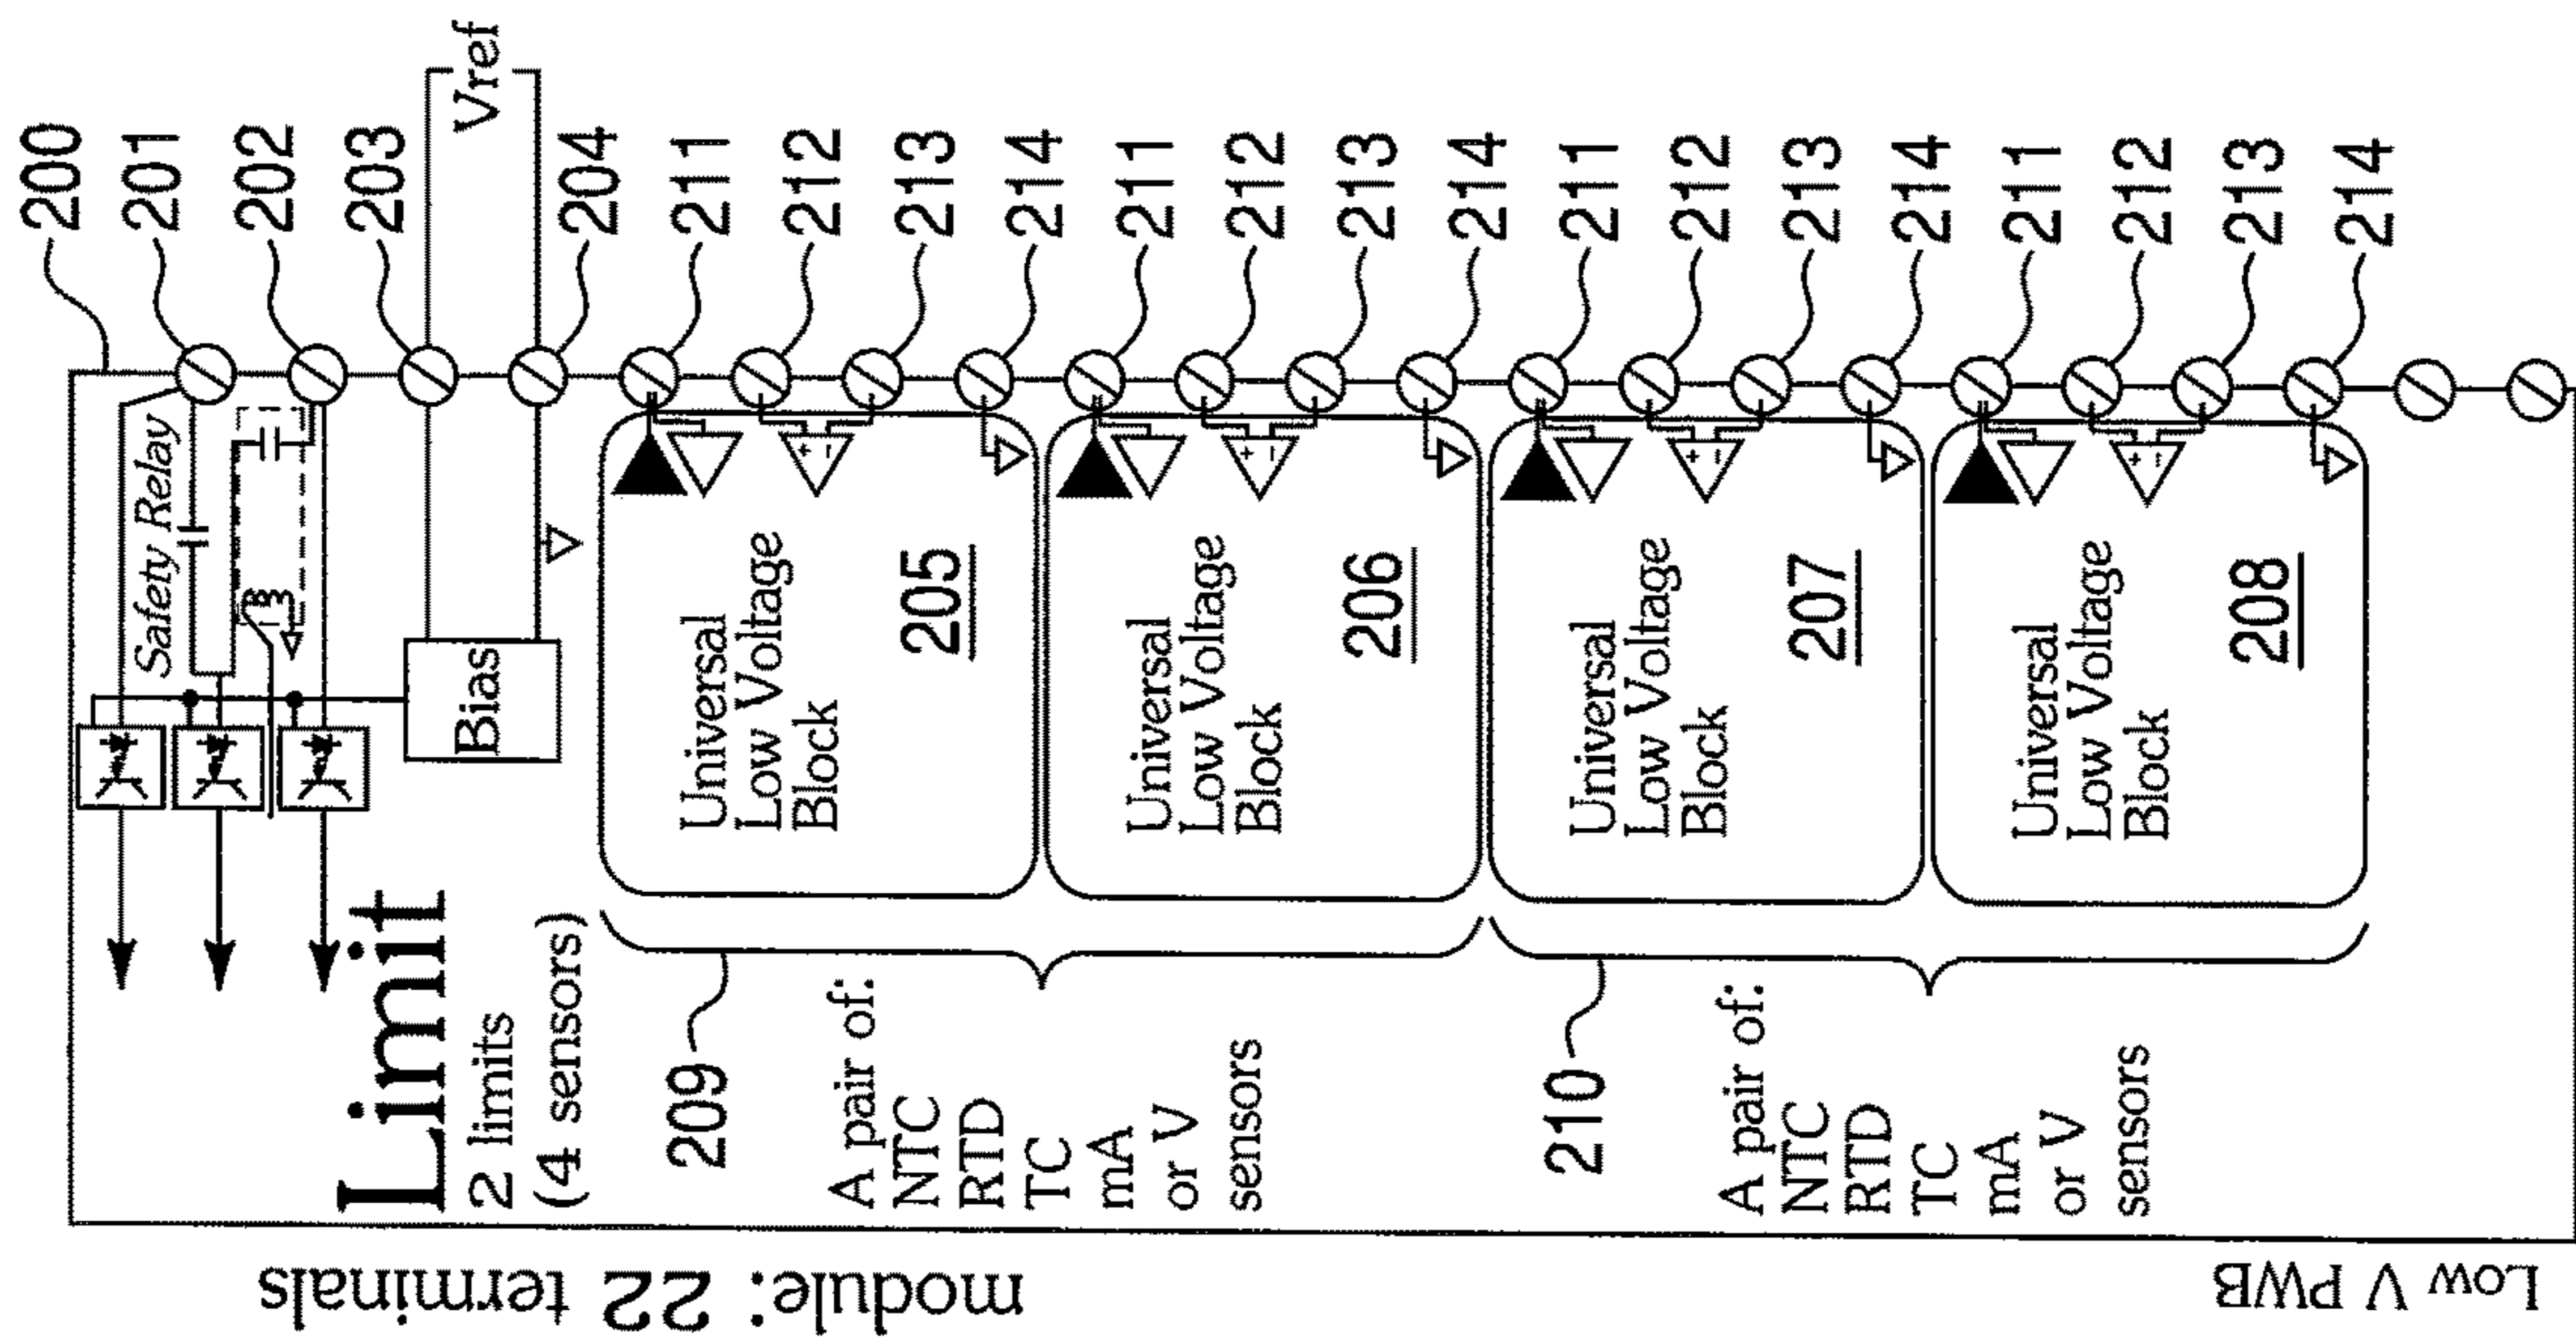 module: 22 terminals
Low V PWB
Limit
2 limits
(4 sensors)
Safety Relay
Bias
Vref
200
201
202
203
204
211
212
213
214
211
212
213
214
211
212
213
214
211
212
213
214
Universal
Low Voltage
Block
205
Universal
Low Voltage
Block
206
Universal
Low Voltage
Block
207
Universal
Low Voltage
Block
208
+ -
+ -
+ -
+ -
209
A pair of:
NTC
RTD
TC
mA
or V
sensors
210
A pair of:
NTC
RTD
TC
mA
or V
sensors